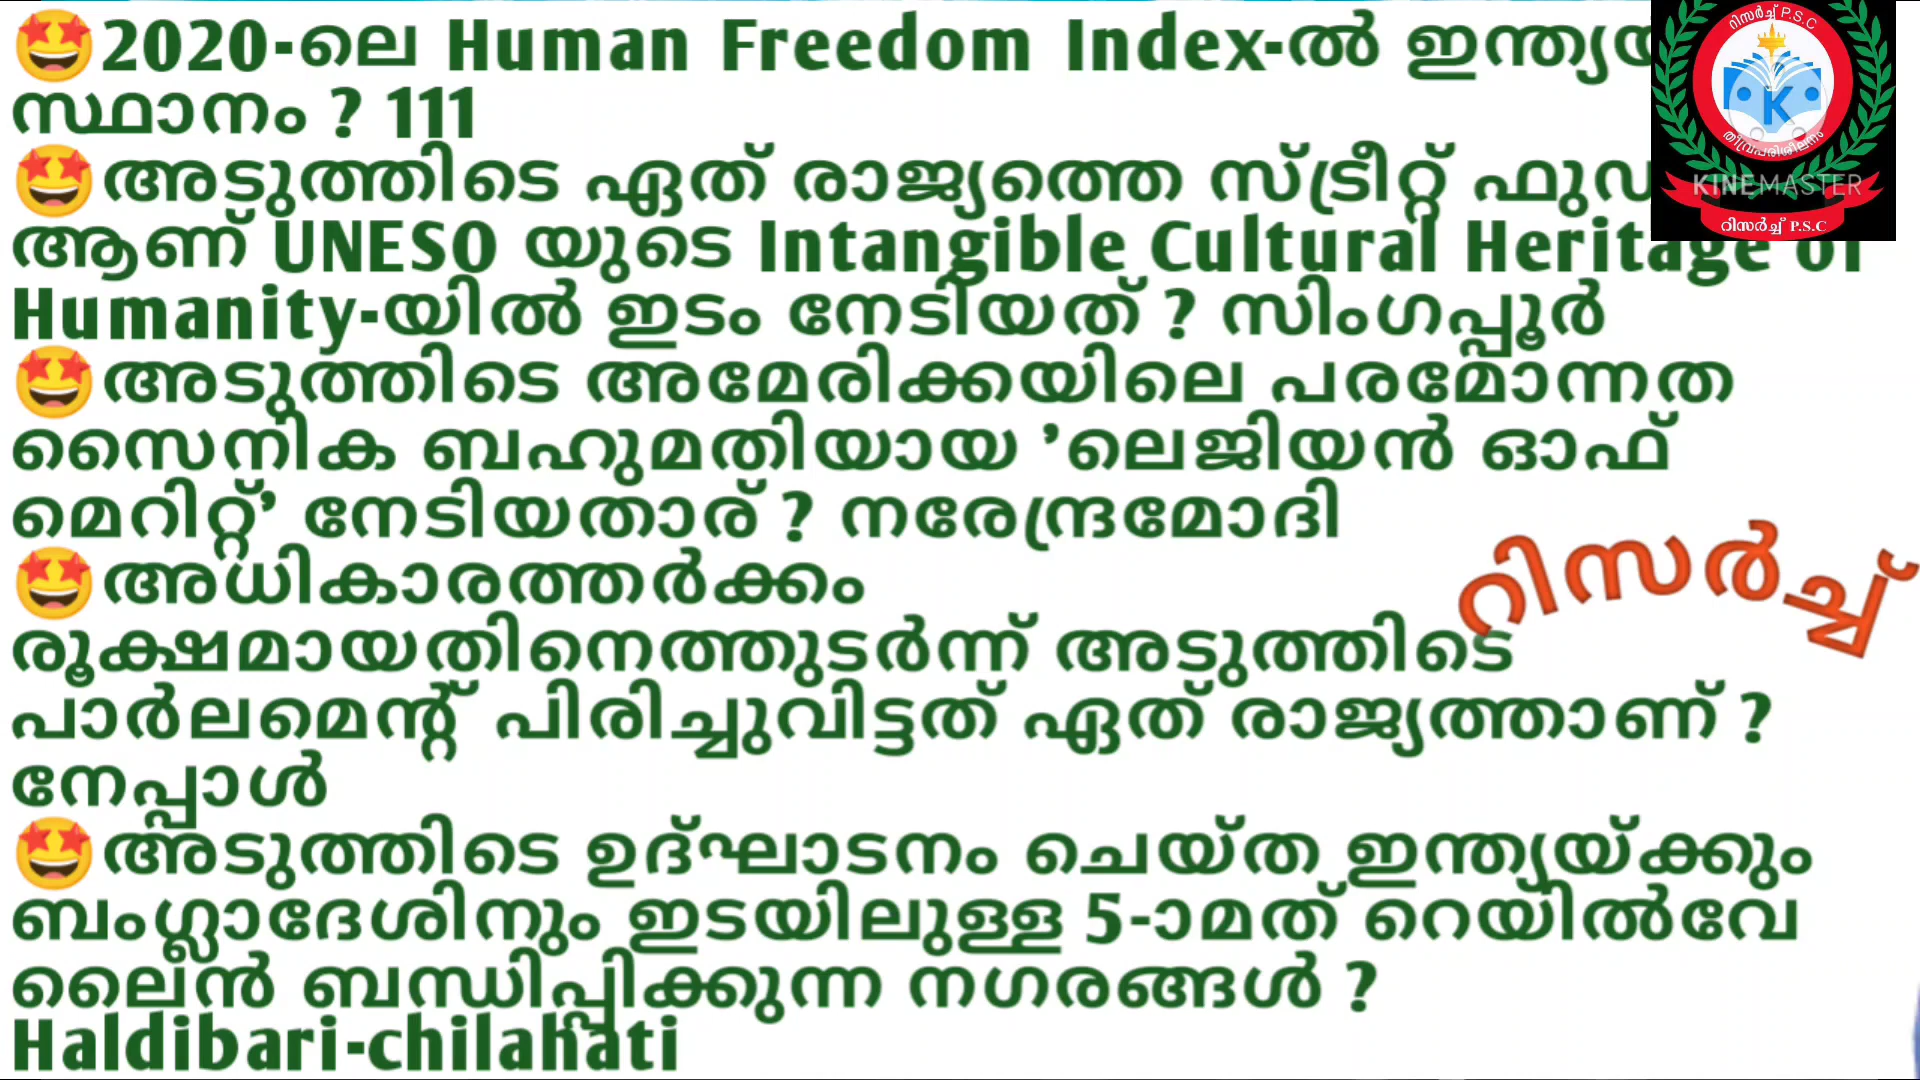 🤩2020-ലെ Human Freedom Index-ൽ
സ്ഥാനം ? 111
🤩അടുത്തിടെ ഏത് രാജ്യത്തെ സ്ട്രീറ്റ് ഫുഡ
ആണ് UNESO യുടെ Intangible Cultural Heritage of
Humanity-യിൽ ഇടം നേടിയത് ? സിംഗപ്പൂർ
🤩അടുത്തിടെ അമേരിക്കയിലെ പരമോന്നത
സൈനിക ബഹുമതിയായ ’ലെജിയൻ ഓഫ്
മെറിറ്റ്’ നേടിയതാര് ? നരേന്ദ്രമോദി
🤩അധികാരത്തർക്കം
രൂക്ഷമായതിനെത്തുടർന്ന് അടുത്തിടെ
പാർലമെന്റ് പിരിച്ചുവിട്ടത് ഏത് രാജ്യത്താണ് ?
നേപ്പാൾ
🤩അടുത്തിടെ ഉദ്ഘാടനം ചെയ്ത ഇന്ത്യയ്ക്കും
ബംഗ്ലാദേശിനും ഇടയിലുള്ള 5-ാമത് റെയിൽവേ
ലൈൻ ബന്ധിപ്പിക്കുന്ന നഗരങ്ങൾ ?
Haldibari-chilahati
റിസർച്ച്
റിസർച്ച് P.S.C
K
തീവ്രപരിശീലനം
KINEMASTER
റിസർച്ച് P.S.C